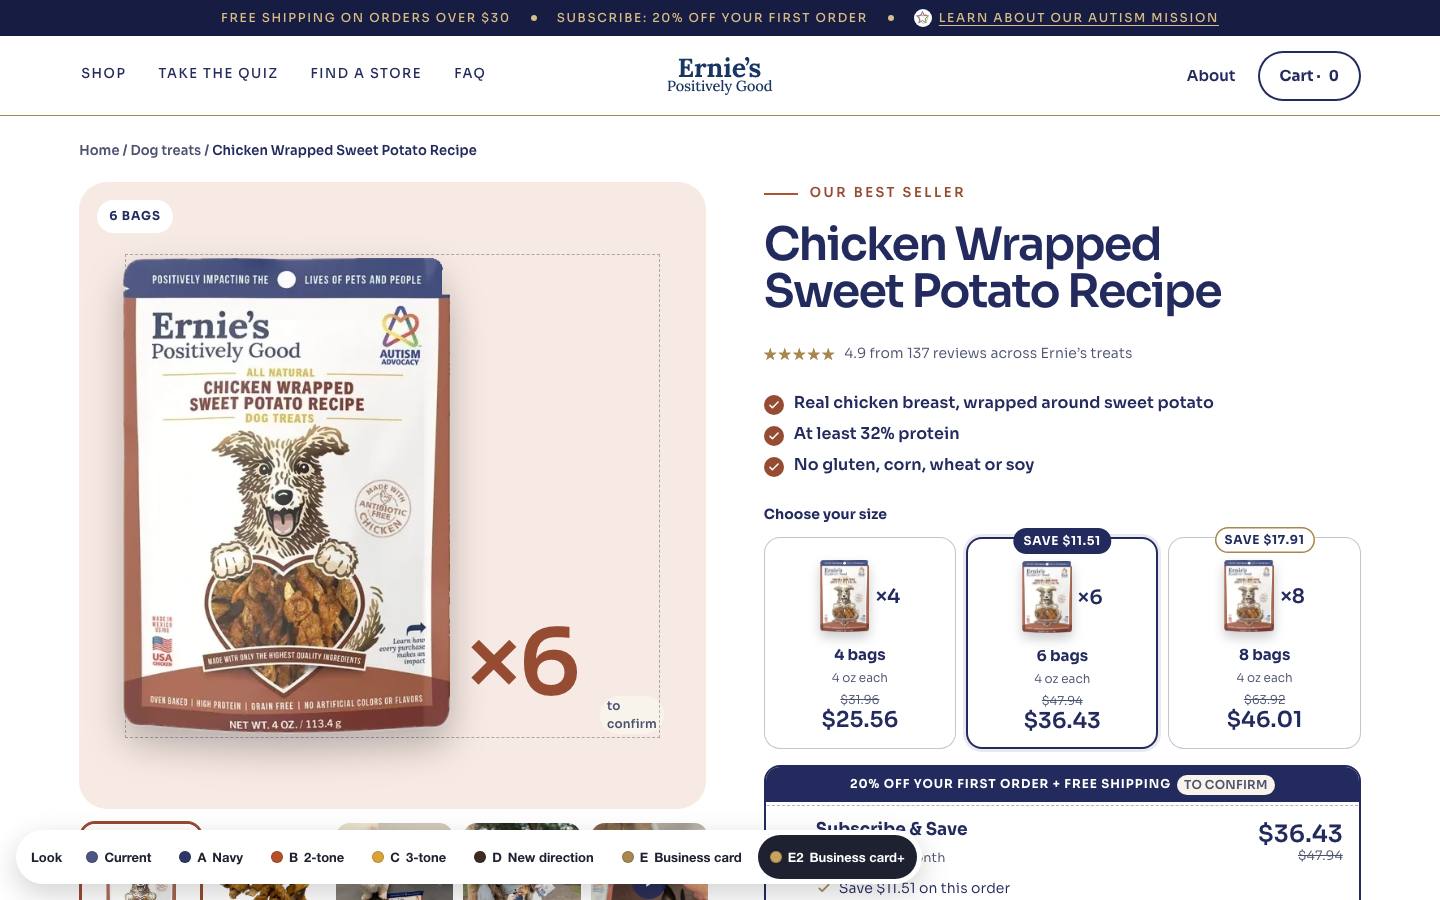 FREE SHIPPING ON ORDERS OVER $30 • SUBSCRIBE: 20% OFF YOUR FIRST ORDER • LEARN ABOUT OUR AUTISM MISSION
SHOP TAKE THE QUIZ FIND A STORE FAQ
Ernie's
Positively Good
About Cart · 0
Home / Dog treats / Chicken Wrapped Sweet Potato Recipe
6 BAGS
POSITIVELY IMPACTING THE LIVES OF PETS AND PEOPLE
Ernie's
Positively Good
AUTISM
ADVOCACY
ALL NATURAL
CHICKEN WRAPPED
SWEET POTATO RECIPE
DOG TREATS
MADE WITH
ANTIBIOTIC
FREE
CHICKEN
MADE IN
MEXICO
USA
CHICKEN
Learn how
every purchase
makes an
impact
MADE WITH ONLY THE HIGHEST QUALITY INGREDIENTS
OVEN BAKED | HIGH PROTEIN | GRAIN FREE | NO ARTIFICIAL COLORS OR FLAVORS
NET WT. 4 OZ. / 113.4 g
×6
to
confirm
OUR BEST SELLER
Chicken Wrapped
Sweet Potato Recipe
★★★★★ 4.9 from 137 reviews across Ernie's treats
Real chicken breast, wrapped around sweet potato
At least 32% protein
No gluten, corn, wheat or soy
Choose your size
×4
4 bags
4 oz each
$31.96
$25.56
SAVE $11.51
×6
6 bags
4 oz each
$47.94
$36.43
SAVE $17.91
×8
8 bags
4 oz each
$63.92
$46.01
20% OFF YOUR FIRST ORDER + FREE SHIPPING TO CONFIRM
Subscribe & Save
$36.43
$47.94
Save $11.51 on this order
Look Current A Navy B 2-tone C 3-tone D New direction E Business card E2 Business card+